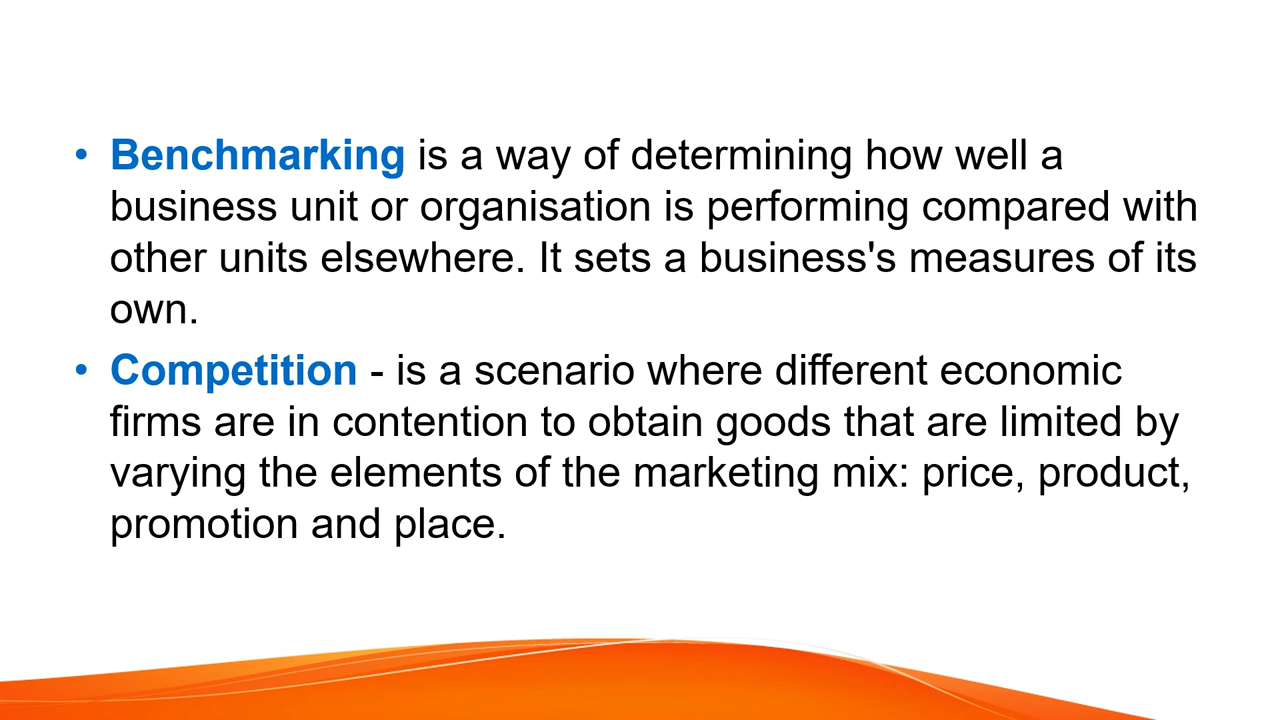 • Benchmarking is a way of determining how well a
business unit or organisation is performing compared with
other units elsewhere. It sets a business's measures of its
own.
• Competition - is a scenario where different economic
firms are in contention to obtain goods that are limited by
varying the elements of the marketing mix: price, product,
promotion and place.